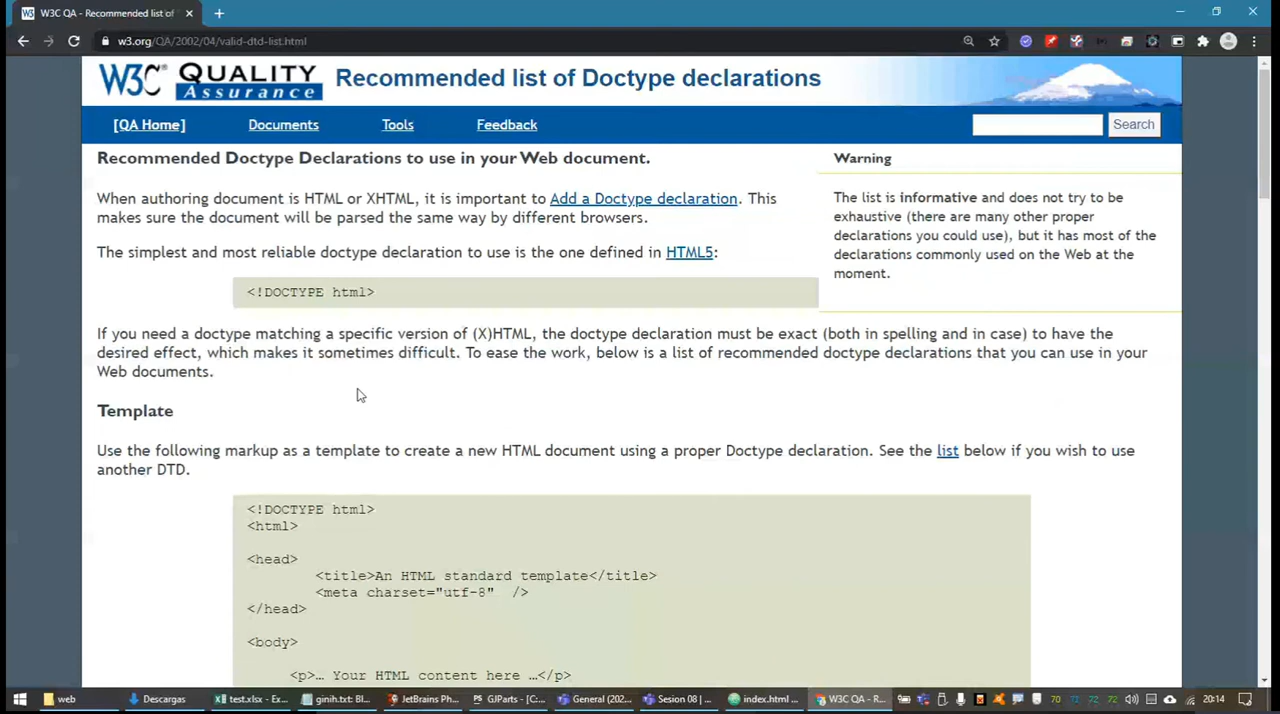 W3C QA - Recommended list of
w3.org/QA/2002/04/valid-dtd-list.html
W3C QUALITY Assurance
Recommended list of Doctype declarations
[QA Home] Documents Tools Feedback Search
Recommended Doctype Declarations to use in your Web document.
When authoring document is HTML or XHTML, it is important to Add a Doctype declaration. This
makes sure the document will be parsed the same way by different browsers.
The simplest and most reliable doctype declaration to use is the one defined in HTML5:
<!DOCTYPE html>
Warning
The list is informative and does not try to be
exhaustive (there are many other proper
declarations you could use), but it has most of the
declarations commonly used on the Web at the
moment.
If you need a doctype matching a specific version of (X)HTML, the doctype declaration must be exact (both in spelling and in case) to have the
desired effect, which makes it sometimes difficult. To ease the work, below is a list of recommended doctype declarations that you can use in your
Web documents.
Template
Use the following markup as a template to create a new HTML document using a proper Doctype declaration. See the list below if you wish to use
another DTD.
<!DOCTYPE html>
<html>
<head>
<title>An HTML standard template</title>
<meta charset="utf-8" />
</head>
<body>
<p>… Your HTML content here …</p>
web Descargas test.xlsx - Ex... ginih.txt: Bl... JetBrains Ph... GJParts - [C:... General (202... Sesion 08 |... index.html ... W3C QA - R... 70 71 72 72 20:14